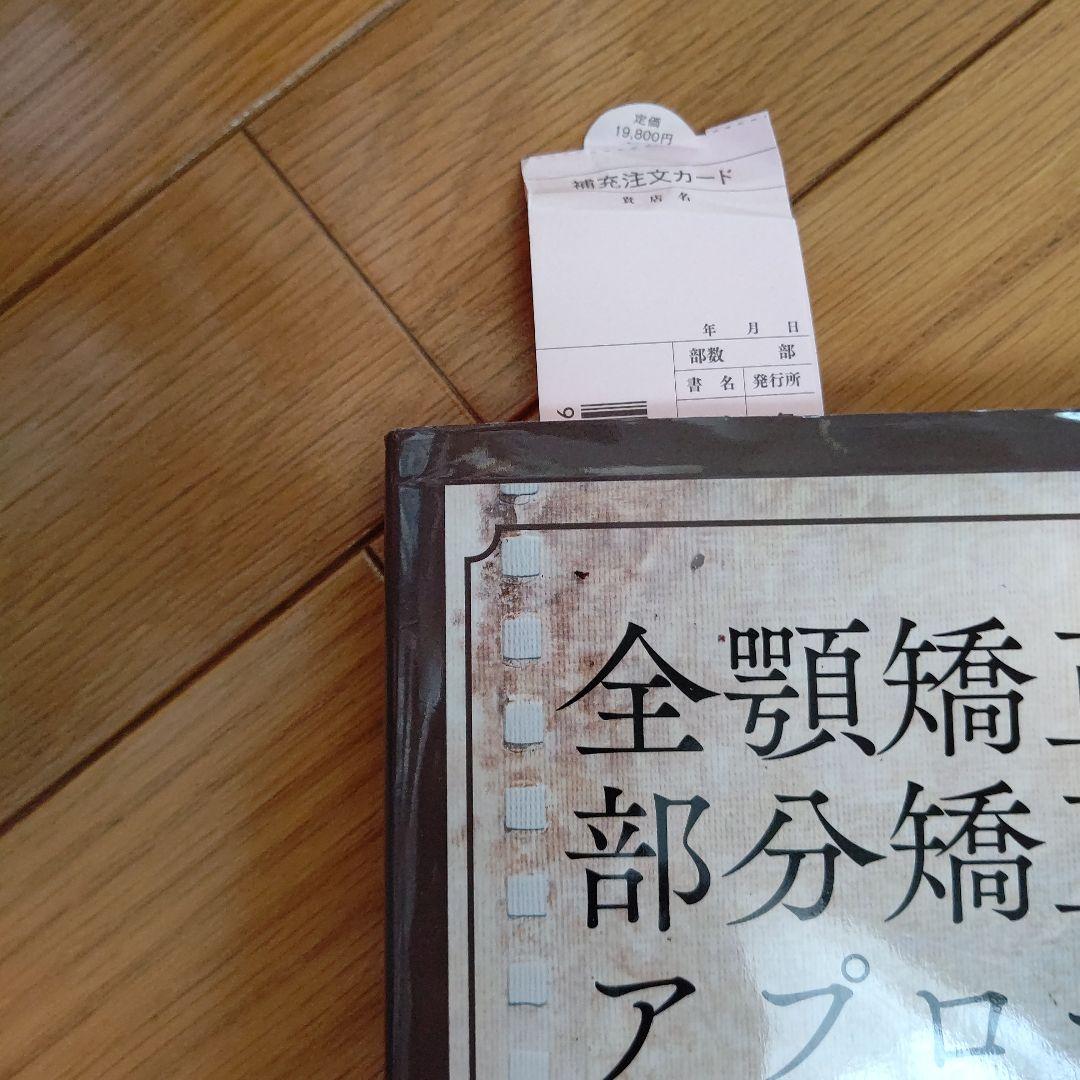 定価
19,800円
補充注文カード
貴店名
年 月 日
部数 部
書名 発行所
9
全顎矯
部分矯
アプロ